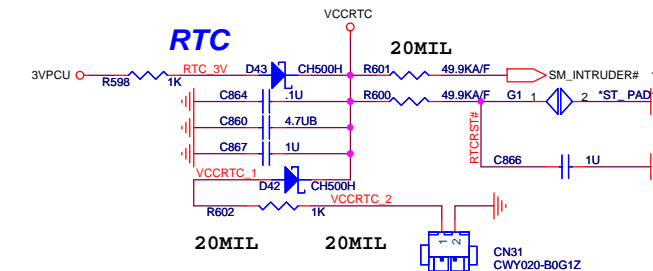 VCCRTC
RTC
20MIL
3VPCU
R598
1K
RTC_3V
D43
CH500H
R601
49.9KA/F
SM_INTRUDER#
C864
.1U
R600
49.9KA/F
G1
1
2
*ST_PAD
C860
4.7UB
RTCRST#
C867
1U
C866
1U
VCCRTC_1
D42
CH500H
R602
1K
VCCRTC_2
20MIL
20MIL
1
2
CN31
CWY020-B0G1Z